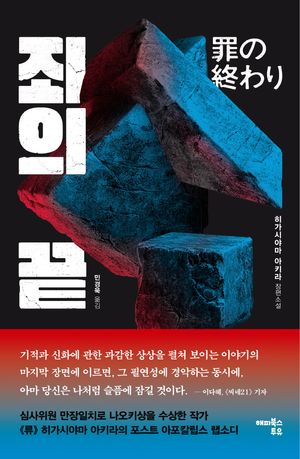 죄의 끝
罪の
終わり
히가시야마 아키라 장편소설
민경욱 옮김
기적과 신화에 관한 과감한 상상을 펼쳐 보이는 이야기의
마지막 장면에 이르면, 그 필연성에 경악하는 동시에,
아마 당신은 나처럼 슬픔에 잠길 것이다. — 이다혜, 《씨네21》 기자
심사위원 만장일치로 나오키상을 수상한 작가
《류》 히가시야마 아키라의 포스트 아포칼립스 랩소디
해피북스
투유